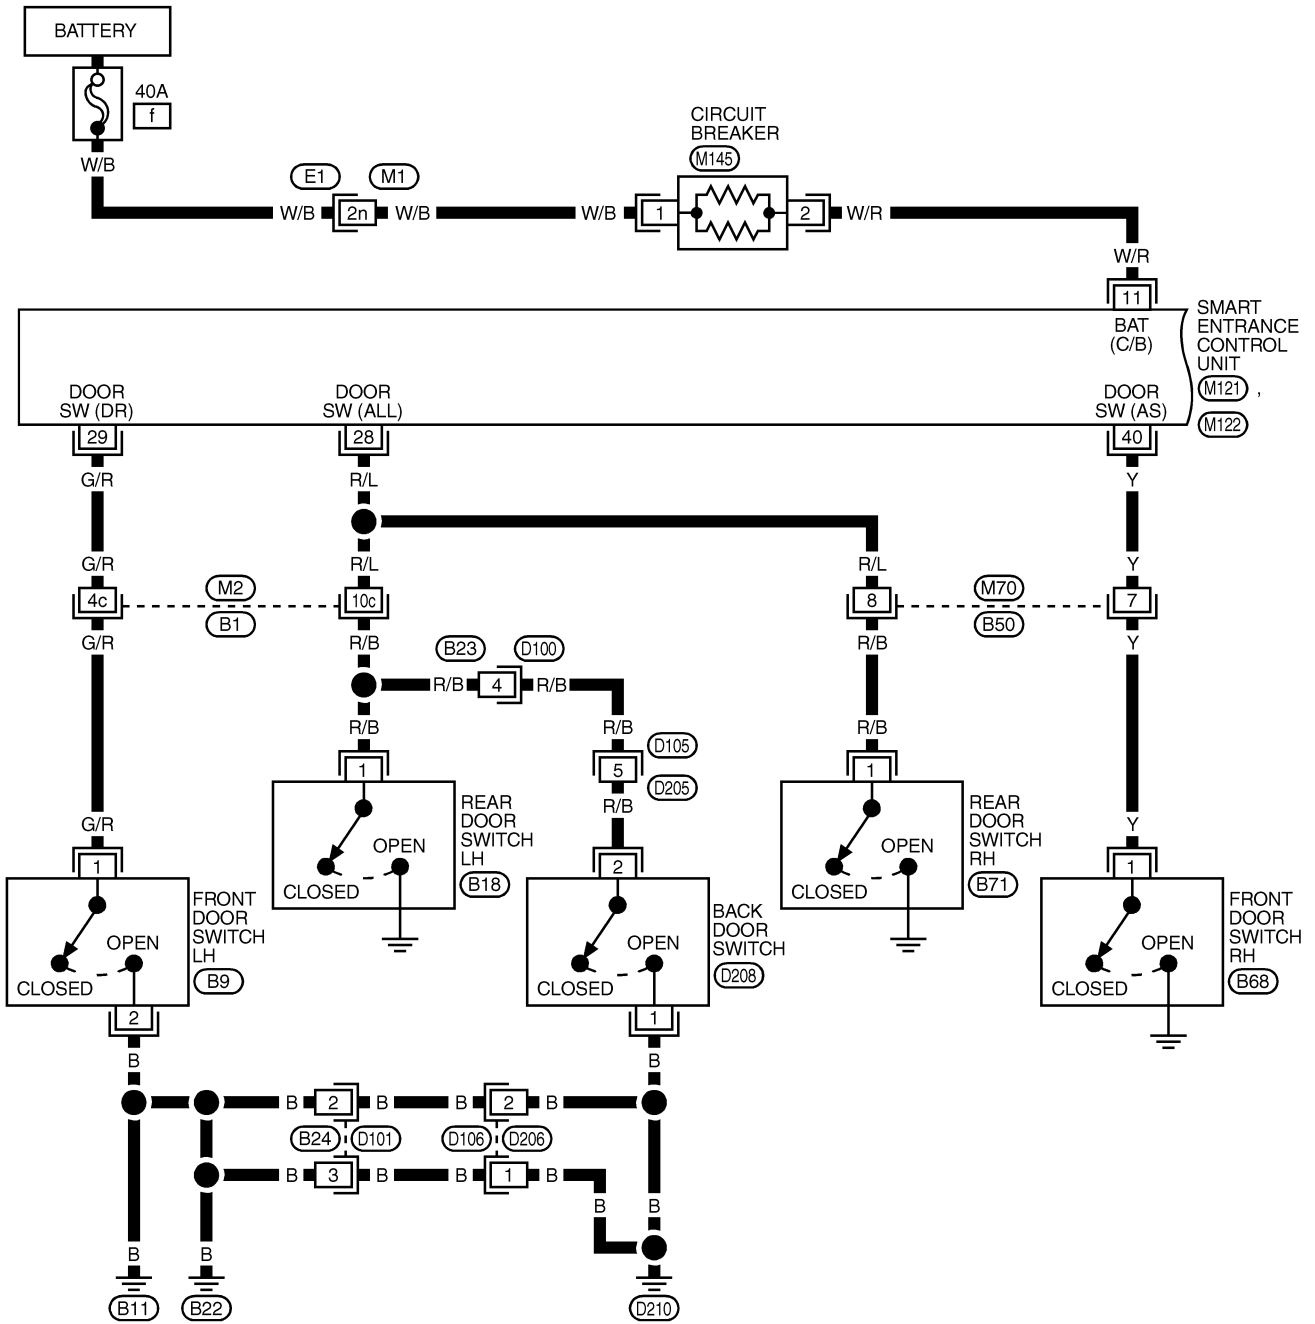 BATTERY
40A
f
W/B
CIRCUIT
BREAKER
M145
E1
M1
W/B
2n
W/B
W/B
1
2
W/R
W/R
11
BAT
(C/B)
SMART
ENTRANCE
CONTROL
UNIT
M121 ,
M122
DOOR
SW (DR)
DOOR
SW (ALL)
DOOR
SW (AS)
29
28
40
G/R
R/L
Y
G/R
R/L
R/L
Y
4c
M2
B1
10c
8
M70
B50
7
G/R
R/B
R/B
Y
B23
D100
R/B
4
R/B
R/B
R/B
R/B
D105
5
D205
R/B
1
1
G/R
Y
REAR
DOOR
SWITCH
LH
B18
OPEN
CLOSED
REAR
DOOR
SWITCH
RH
B71
OPEN
CLOSED
1
2
1
FRONT
DOOR
SWITCH
LH
B9
OPEN
CLOSED
BACK
DOOR
SWITCH
D208
OPEN
CLOSED
FRONT
DOOR
SWITCH
RH
B68
OPEN
CLOSED
2
1
B
B
B
2
B
B
2
B
B24
D101
D106
D206
B
3
B
B
1
B
B
B
B
B
B11
B22
D210